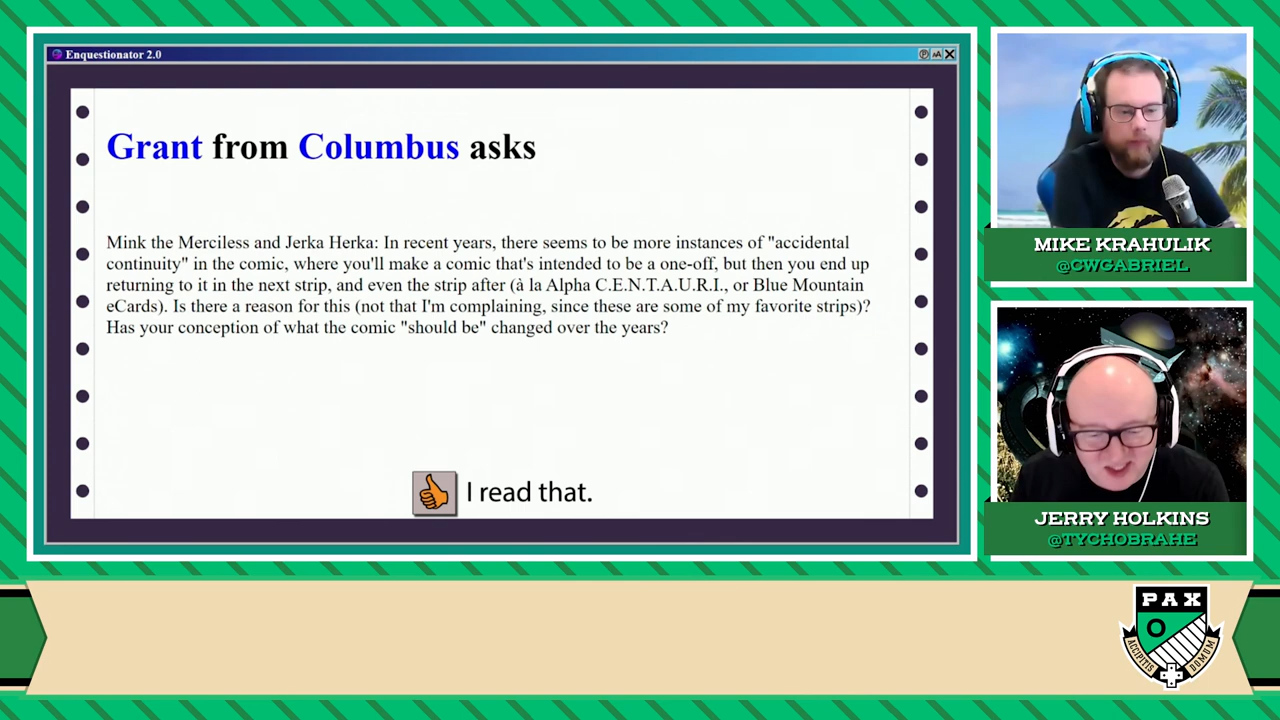 Enquestionator 2.0
Grant from Columbus asks
Mink the Merciless and Jerka Herka: In recent years, there seems to be more instances of "accidental
continuity" in the comic, where you'll make a comic that's intended to be a one-off, but then you end up
returning to it in the next strip, and even the strip after (à la Alpha C.E.N.T.A.U.R.I., or Blue Mountain
eCards). Is there a reason for this (not that I'm complaining, since these are some of my favorite strips)?
Has your conception of what the comic "should be" changed over the years?
I read that.
MIKE KRAHULIK
@CWGABRIEL
JERRY HOLKINS
@TYCHOBRAHE
PAX
ACCIPITIS DOMUM